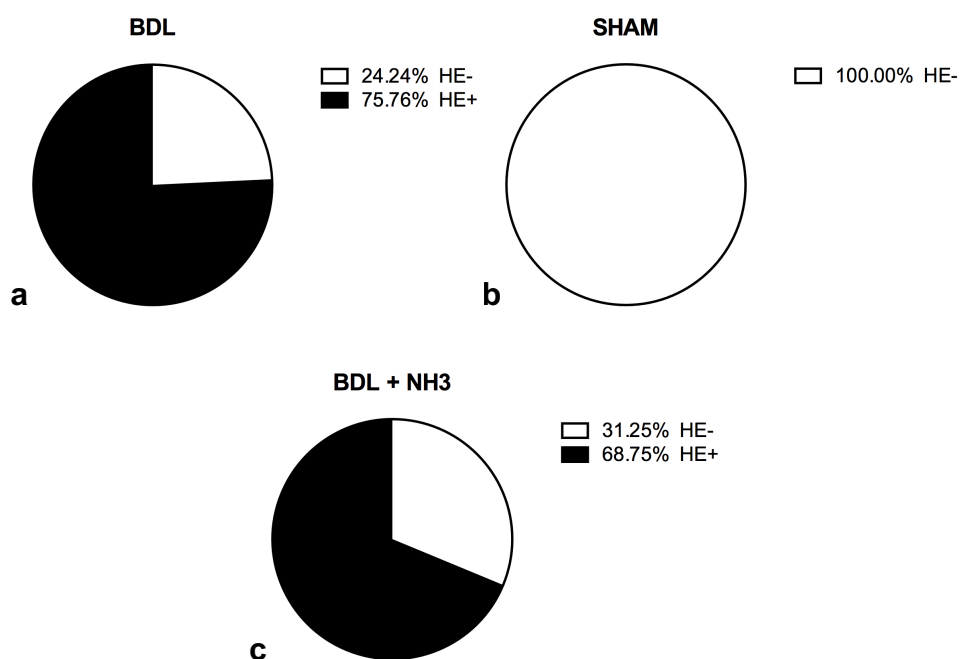 BDL
24.24% HE-
75.76% HE+
a
SHAM
100.00% HE-
b
BDL + NH3
31.25% HE-
68.75% HE+
c